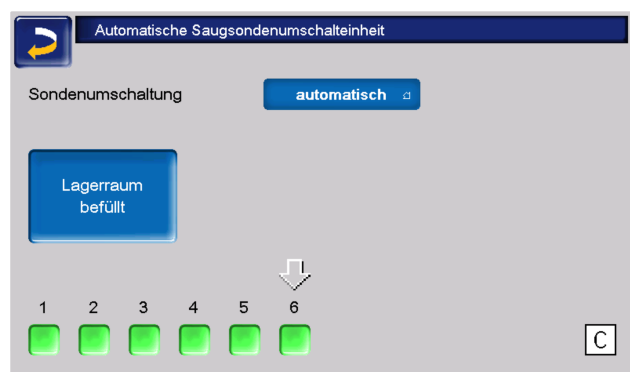 Automatische Saugsondenumschalteinheit
Sondenumschaltung automatisch
Lagerraum
befüllt
1 2 3 4 5 6
C